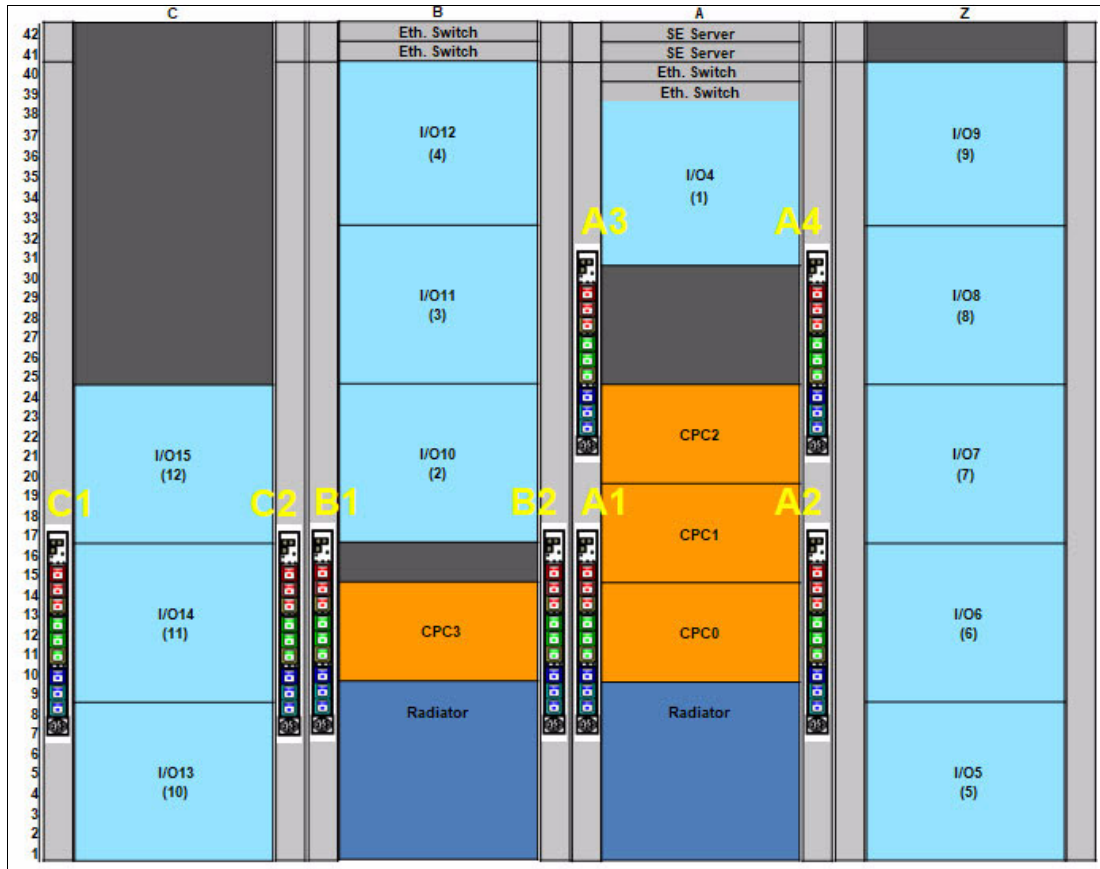 C B A Z
42
41
40
39
38
37
36
35
34
33
32
31
30
29
28
27
26
25
24
23
22
21
20
19
18
17
16
15
14
13
12
11
10
9
8
7
6
5
4
3
2
1
I/O15
(12)
I/O14
(11)
I/O13
(10)
C1
C2
Eth. Switch
Eth. Switch
I/O12
(4)
I/O11
(3)
I/O10
(2)
CPC3
Radiator
B1
B2
SE Server
SE Server
Eth. Switch
Eth. Switch
I/O4
(1)
CPC2
CPC1
CPC0
Radiator
A3
A4
A1
A2
I/O9
(9)
I/O8
(8)
I/O7
(7)
I/O6
(6)
I/O5
(5)